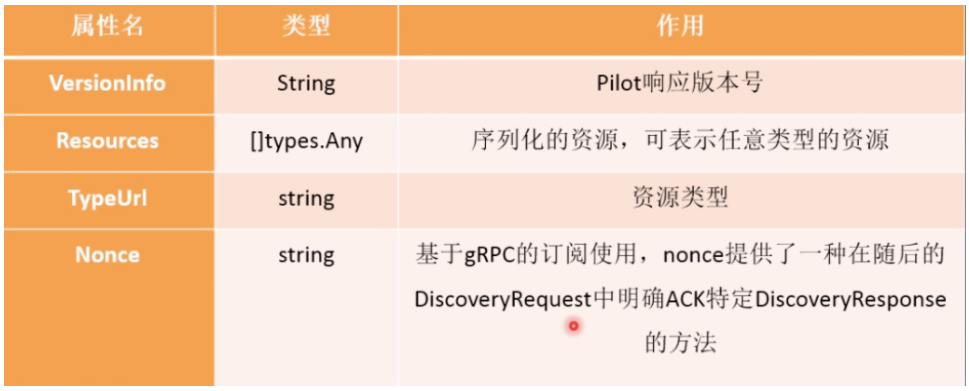 属性名 类型 作用
VersionInfo String Pilot响应版本号
Resources []types.Any 序列化的资源，可表示任意类型的资源
TypeUrl string 资源类型
Nonce string 基于gRPC的订阅使用，nonce提供了一种在随后的
DiscoveryRequest中明确ACK特定DiscoveryResponse
的方法